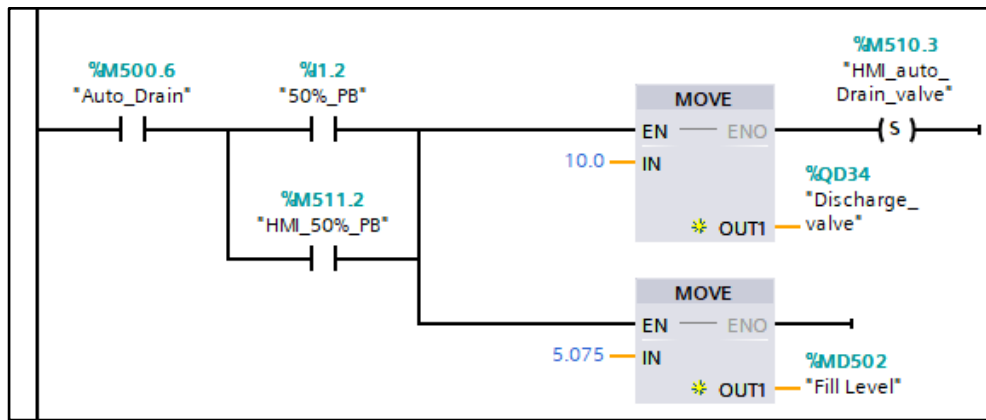 %M510.3
"HMI_auto_
Drain_valve"
%M500.6
"Auto_Drain"
%I1.2
"50%_PB"
MOVE
EN
ENO
S
10.0
IN
%QD34
"Discharge_
valve"
OUT1
%M511.2
"HMI_50%_PB"
MOVE
EN
ENO
5.075
IN
%MD502
"Fill Level"
OUT1